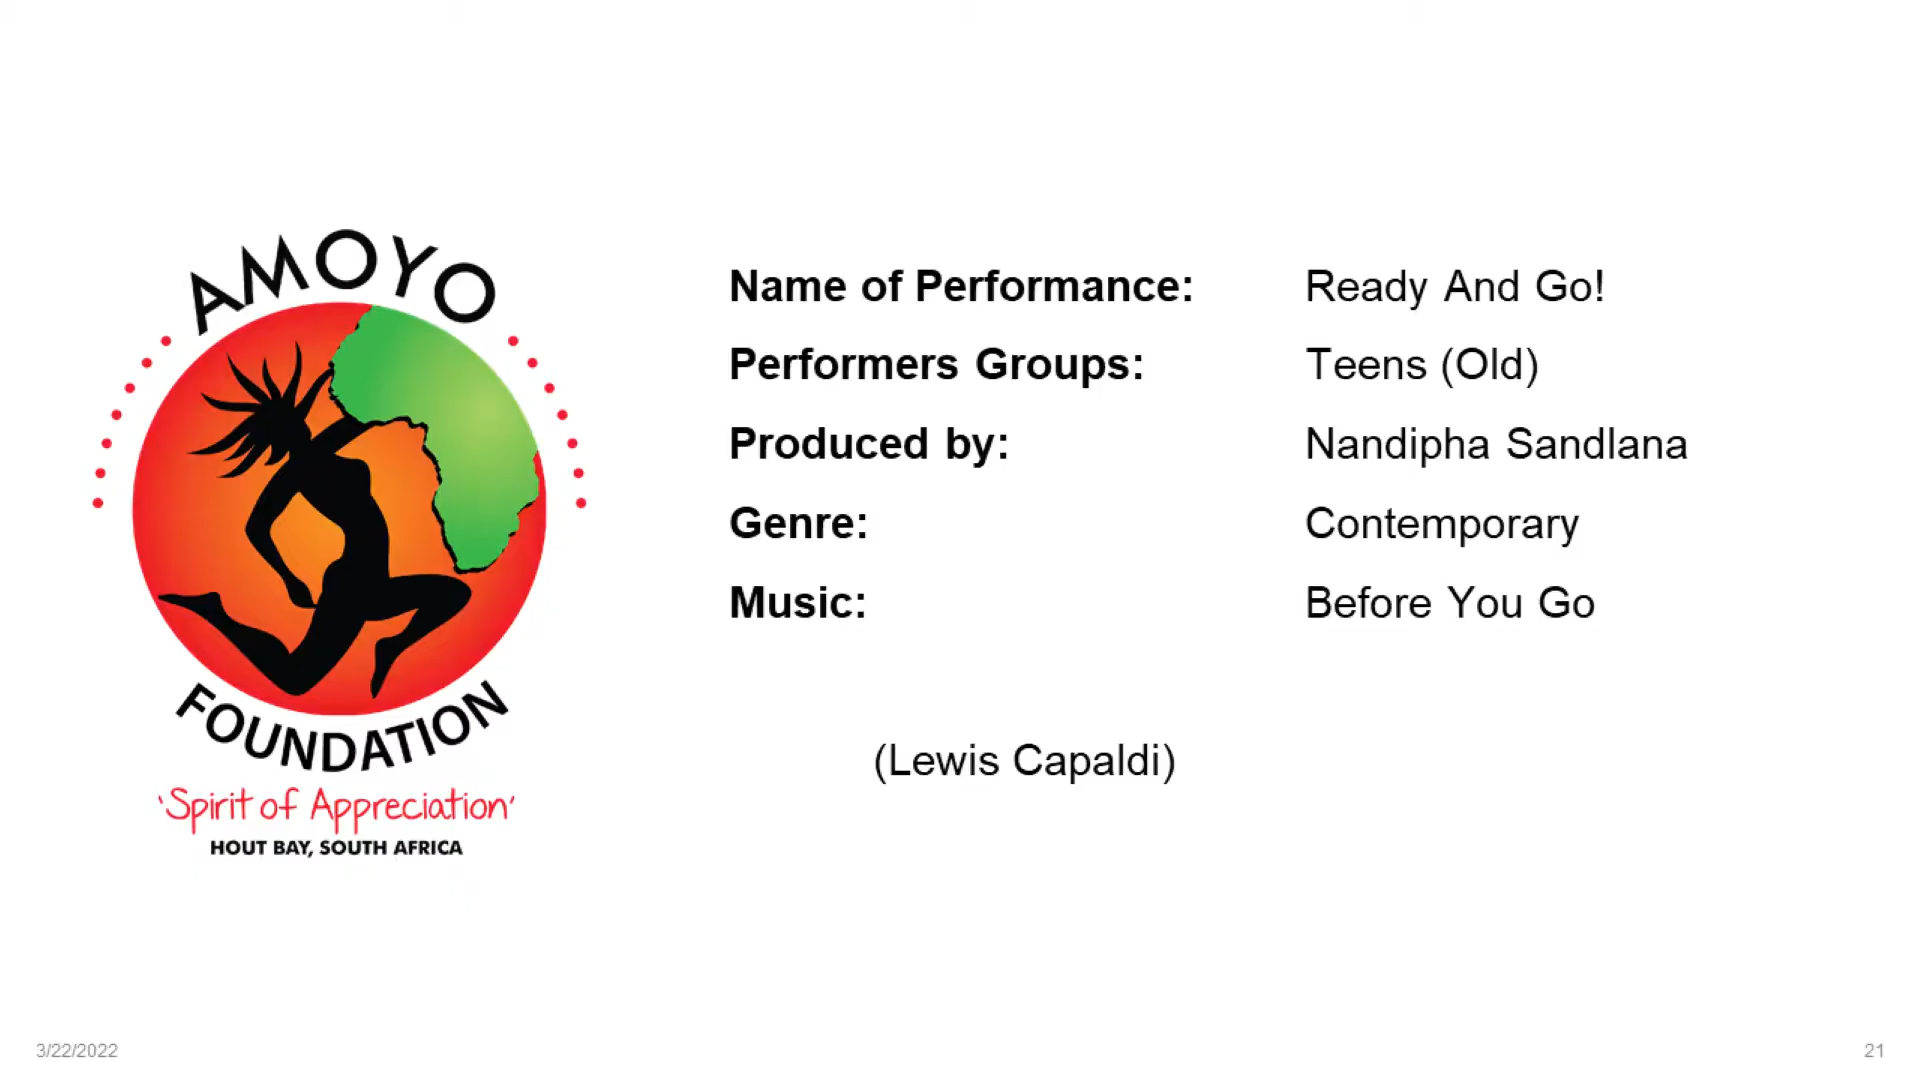 AMOYO
FOUNDATION
'Spirit of Appreciation'
HOUT BAY, SOUTH AFRICA
Name of Performance: Ready And Go!
Performers Groups: Teens (Old)
Produced by: Nandipha Sandlana
Genre: Contemporary
Music: Before You Go
(Lewis Capaldi)
3/22/2022
21